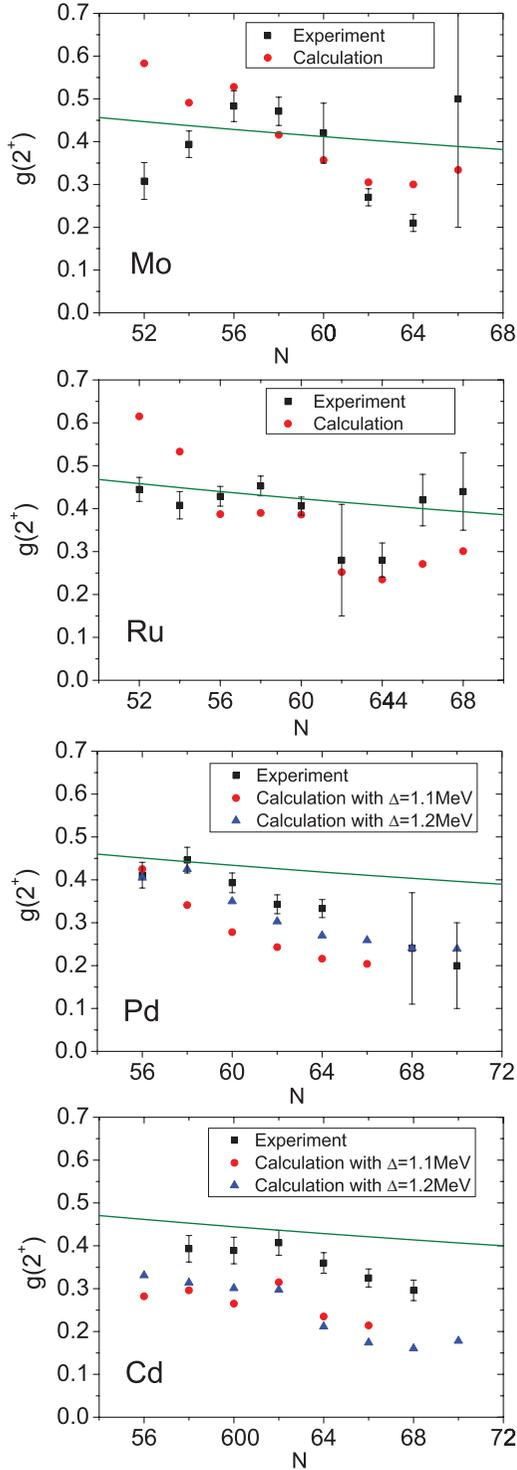 0.7
Experiment
Calculation
0.6
0.5
0.4
g(2+)
0.3
0.2
Mo
0.1
0.0
52 56 60 64 68
N
0.7
Experiment
Calculation
0.6
0.5
0.4
g(2+)
0.3
0.2
Ru
0.1
0.0
52 56 60 644 68
N
0.7
Experiment
Calculation with Δ=1.1MeV
Calculation with Δ=1.2MeV
0.6
0.5
0.4
g(2+)
0.3
0.2
Pd
0.1
0.0
56 60 64 68 72
N
0.7
Experiment
Calculation with Δ=1.1MeV
Calculation with Δ=1.2MeV
0.6
0.5
0.4
g(2+)
0.3
0.2
Cd
0.1
0.0
56 600 64 68 72
N